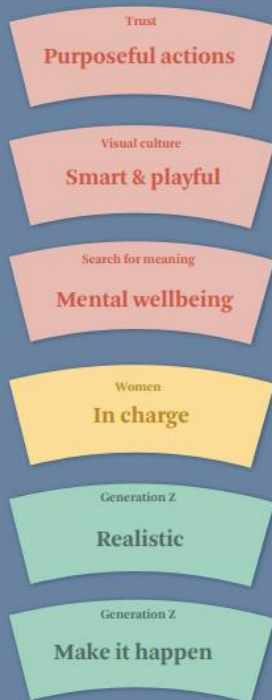 Trust
Purposeful actions
Visual culture
Smart & playful
Search for meaning
Mental wellbeing
Women
In charge
Generation Z
Realistic
Generation Z
Make it happen